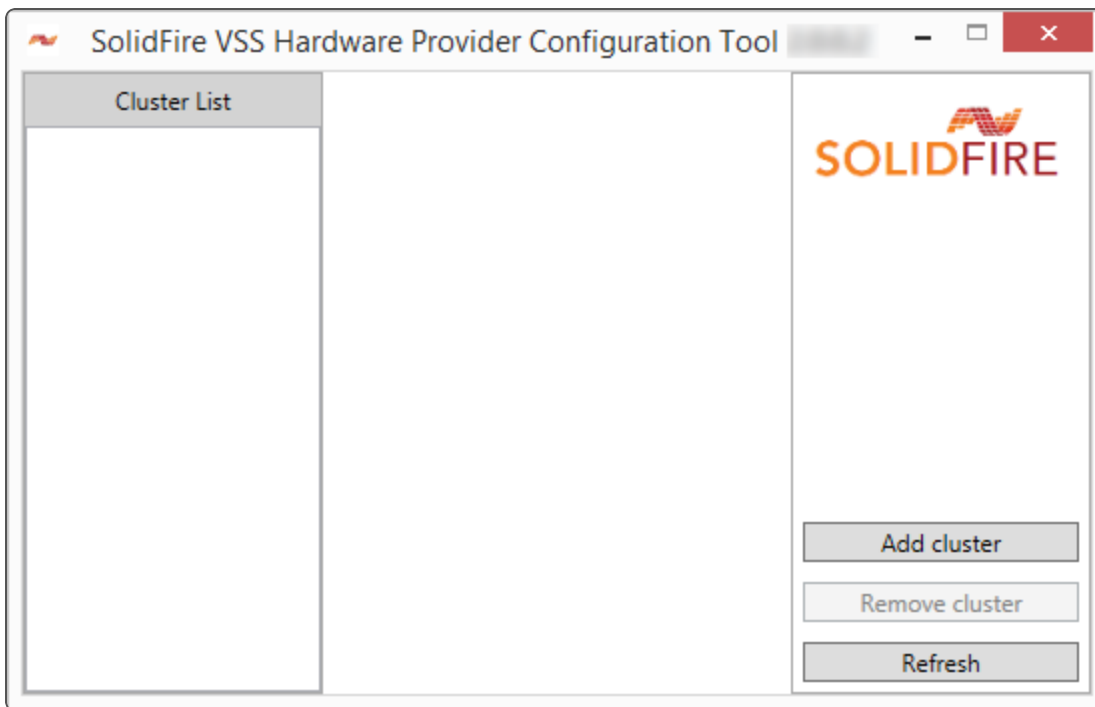 SolidFire VSS Hardware Provider Configuration Tool
Cluster List
SOLIDFIRE
Add cluster
Remove cluster
Refresh